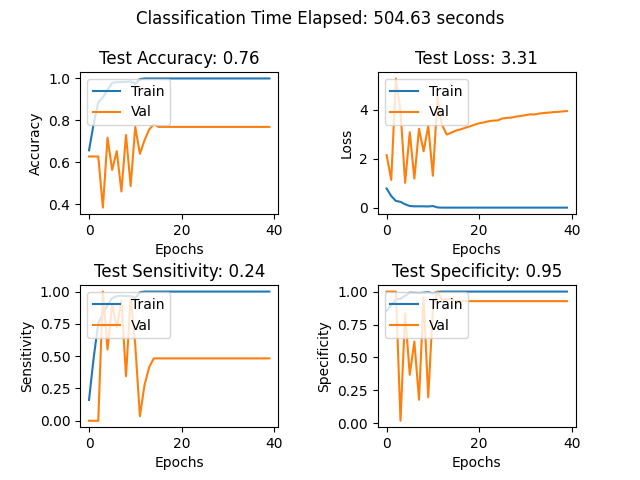 Classification Time Elapsed: 504.63 seconds
Test Accuracy: 0.76
Test Loss: 3.31
1.0
0.8
0.6
0.4
Accuracy
Train
Val
0
20
40
Epochs
4
2
0
Loss
Train
Val
0
20
40
Epochs
Test Sensitivity: 0.24
Test Specificity: 0.95
1.00
0.75
0.50
0.25
0.00
Sensitivity
Train
Val
0
20
40
Epochs
1.00
0.75
0.50
0.25
0.00
Specificity
Train
Val
0
20
40
Epochs